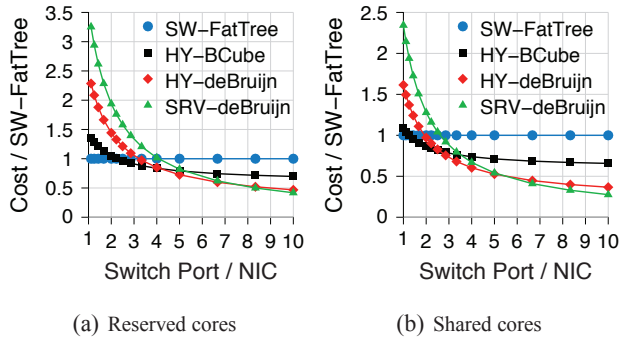 Cost / SW−FatTree
3.5
3
2.5
2
1.5
1
0.5
0
SW−FatTree
HY−BCube
HY−deBruijn
SRV−deBruijn
1 2 3 4 5 6 7 8 9 10
Switch Port / NIC
(a) Reserved cores
Cost / SW−FatTree
2.5
2
1.5
1
0.5
0
SW−FatTree
HY−BCube
HY−deBruijn
SRV−deBruijn
1 2 3 4 5 6 7 8 9 10
Switch Port / NIC
(b) Shared cores